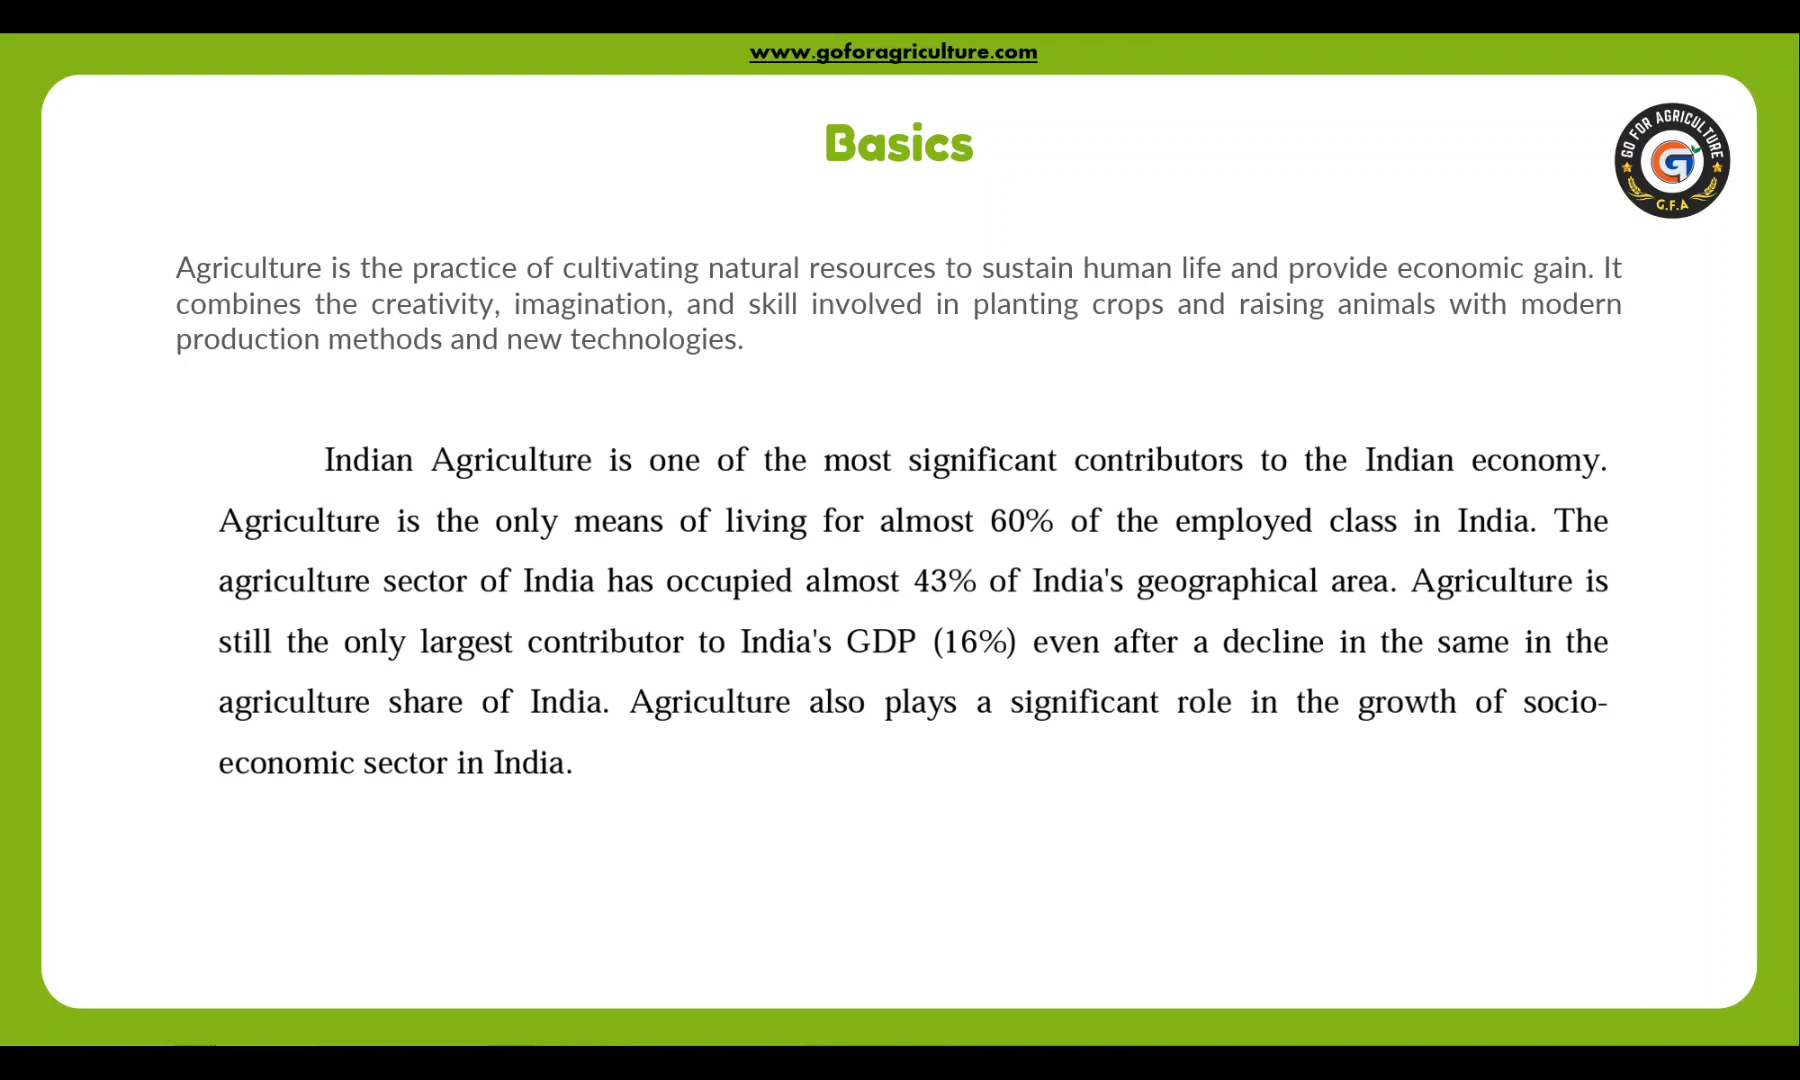 www.goforagriculture.com
Basics
GO FOR AGRICULTURE
G.F.A
Agriculture is the practice of cultivating natural resources to sustain human life and provide economic gain. It
combines the creativity, imagination, and skill involved in planting crops and raising animals with modern
production methods and new technologies.
Indian Agriculture is one of the most significant contributors to the Indian economy.
Agriculture is the only means of living for almost 60% of the employed class in India. The
agriculture sector of India has occupied almost 43% of India's geographical area. Agriculture is
still the only largest contributor to India's GDP (16%) even after a decline in the same in the
agriculture share of India. Agriculture also plays a significant role in the growth of socio-
economic sector in India.